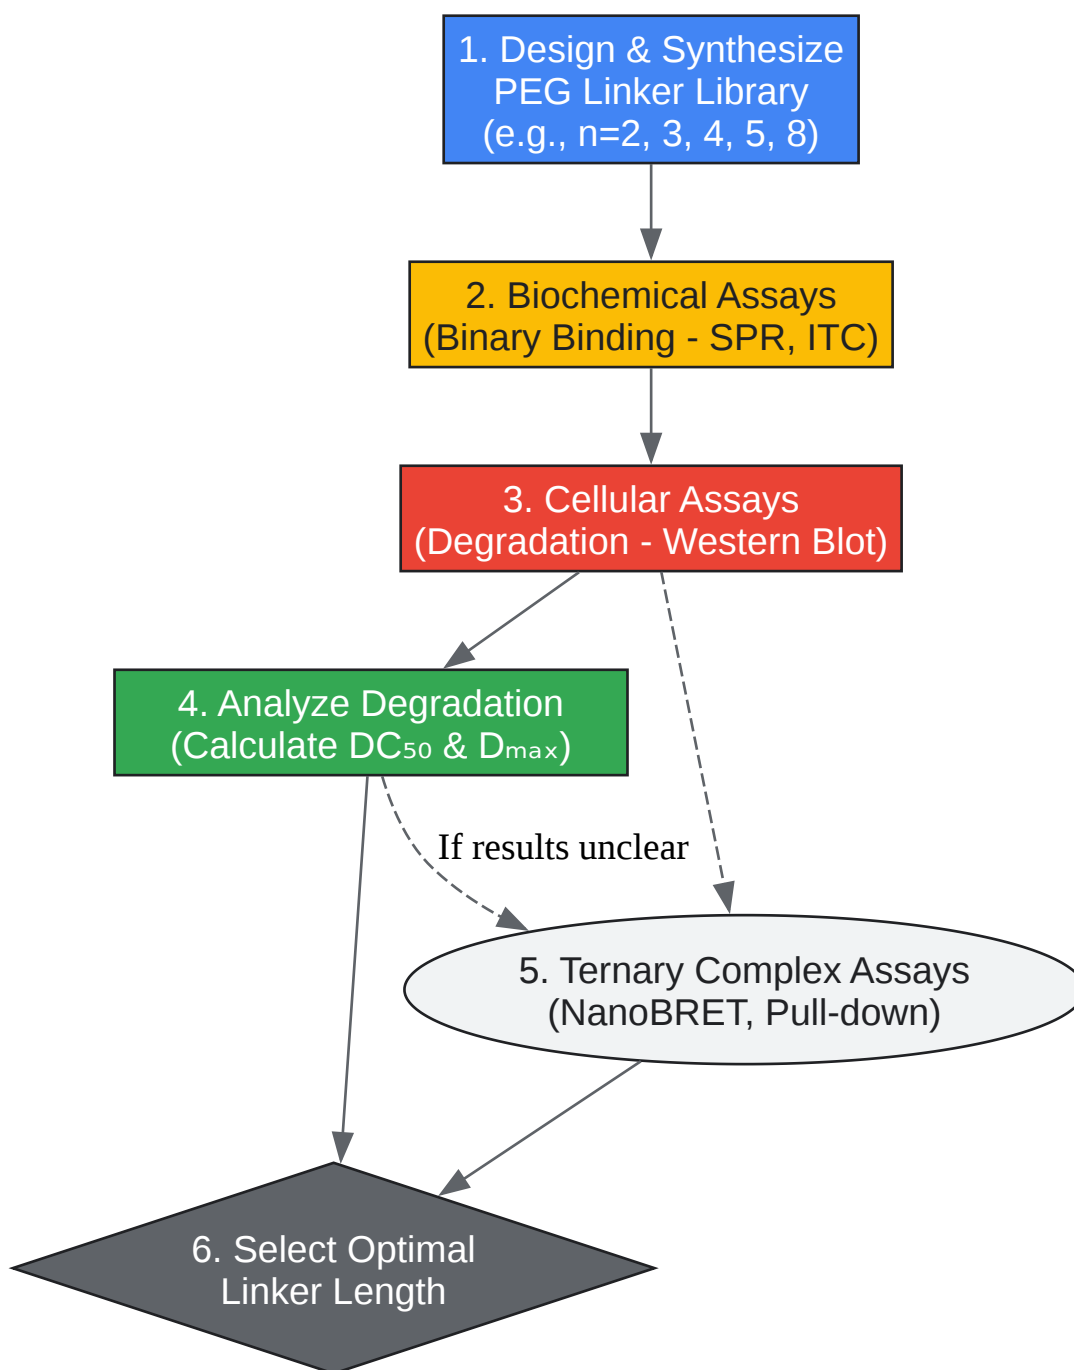 1. Design & Synthesize
PEG Linker Library
(e.g., n=2, 3, 4, 5, 8)
2. Biochemical Assays
(Binary Binding - SPR, ITC)
3. Cellular Assays
(Degradation - Western Blot)
4. Analyze Degradation
(Calculate DC₅₀ & Dₘₐₓ)
If results unclear
5. Ternary Complex Assays
(NanoBRET, Pull-down)
6. Select Optimal
Linker Length